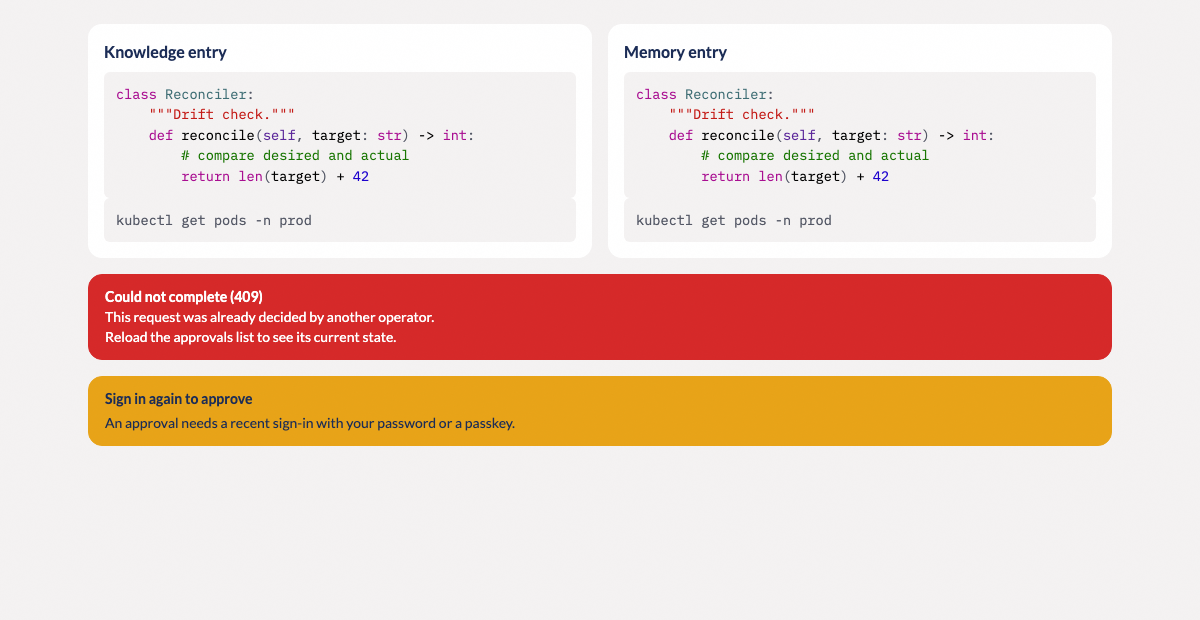 Knowledge entry
class Reconciler:
    """Drift check."""
    def reconcile(self, target: str) -> int:
        # compare desired and actual
        return len(target) + 42
kubectl get pods -n prod
Memory entry
class Reconciler:
    """Drift check."""
    def reconcile(self, target: str) -> int:
        # compare desired and actual
        return len(target) + 42
kubectl get pods -n prod
Could not complete (409)
This request was already decided by another operator.
Reload the approvals list to see its current state.
Sign in again to approve
An approval needs a recent sign-in with your password or a passkey.